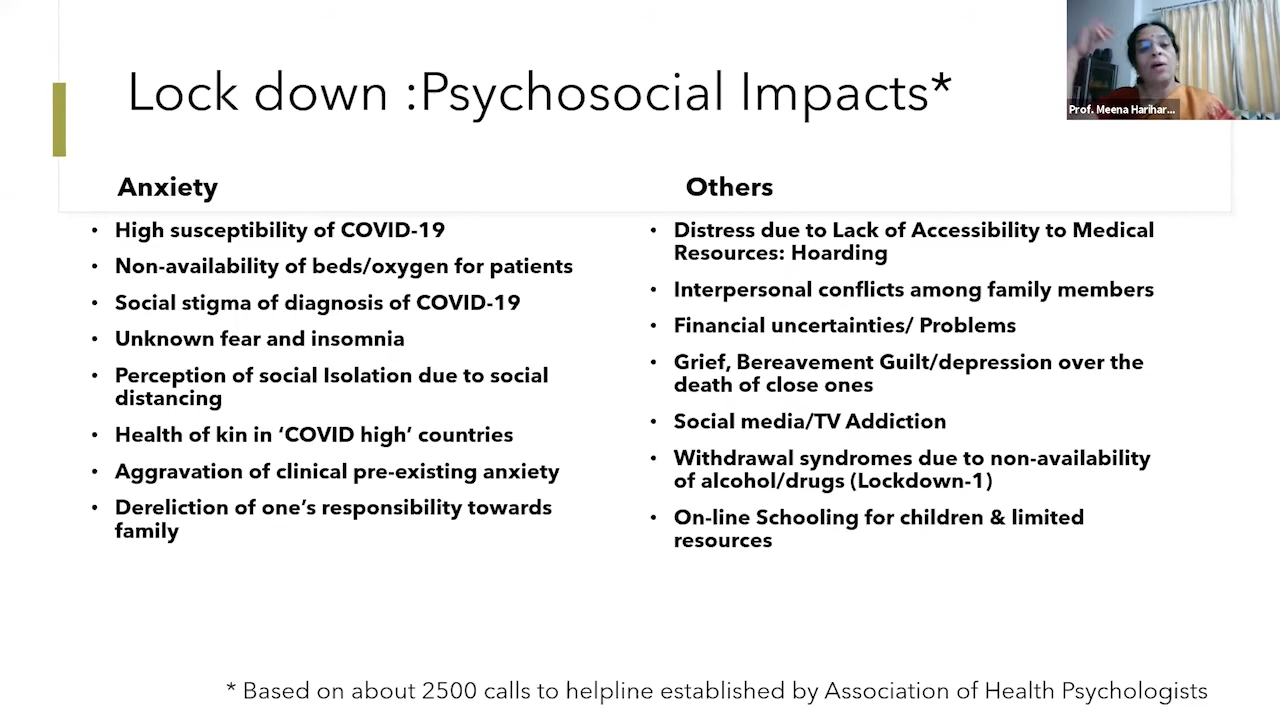 Lock down :Psychosocial Impacts*
Prof. Meena Harihar...
Anxiety
• High susceptibility of COVID-19
• Non-availability of beds/oxygen for patients
• Social stigma of diagnosis of COVID-19
• Unknown fear and insomnia
• Perception of social Isolation due to social
distancing
• Health of kin in ‘COVID high’ countries
• Aggravation of clinical pre-existing anxiety
• Dereliction of one’s responsibility towards
family
Others
• Distress due to Lack of Accessibility to Medical
Resources: Hoarding
• Interpersonal conflicts among family members
• Financial uncertainties/ Problems
• Grief, Bereavement Guilt/depression over the
death of close ones
• Social media/TV Addiction
• Withdrawal syndromes due to non-availability
of alcohol/drugs (Lockdown-1)
• On-line Schooling for children & limited
resources
* Based on about 2500 calls to helpline established by Association of Health Psychologists